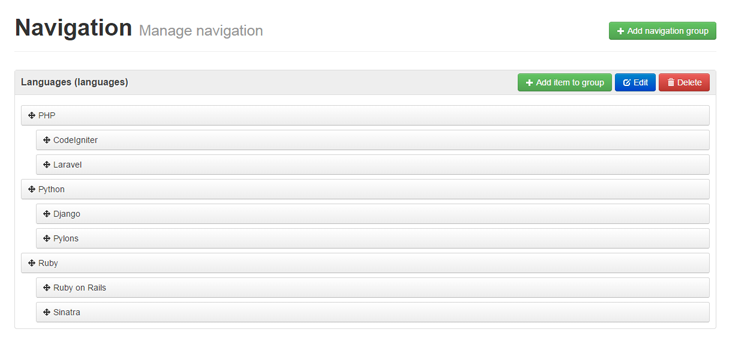 Navigation Manage navigation
Add navigation group
Languages (languages)
Add item to group
Edit
Delete
PHP
CodeIgniter
Laravel
Python
Django
Pylons
Ruby
Ruby on Rails
Sinatra